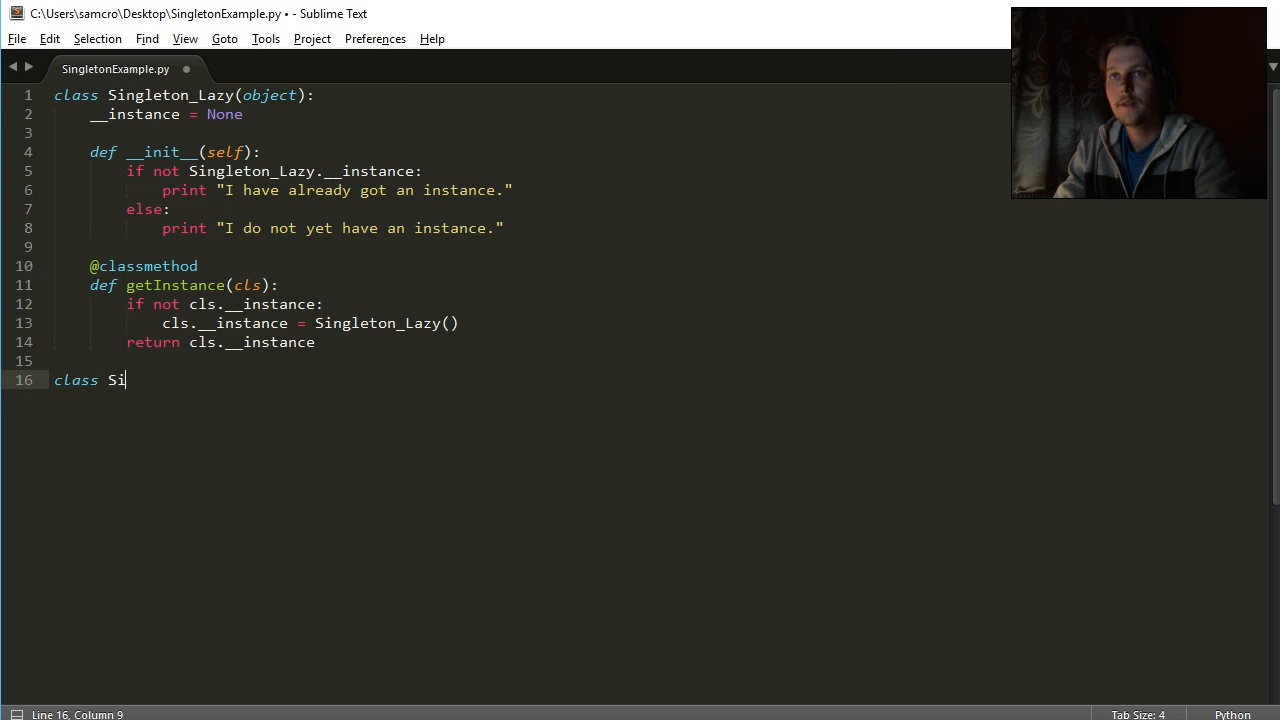 C:\Users\samcro\Desktop\SingletonExample.py • - Sublime Text
File Edit Selection Find View Goto Tools Project Preferences Help
SingletonExample.py
1 class Singleton_Lazy(object):
2     __instance = None
3
4     def __init__(self):
5         if not Singleton_Lazy.__instance:
6             print "I have already got an instance."
7         else:
8             print "I do not yet have an instance."
9
10     @classmethod
11     def getInstance(cls):
12         if not cls.__instance:
13             cls.__instance = Singleton_Lazy()
14         return cls.__instance
15
16 class Si
Line 16, Column 9 Tab Size: 4 Python